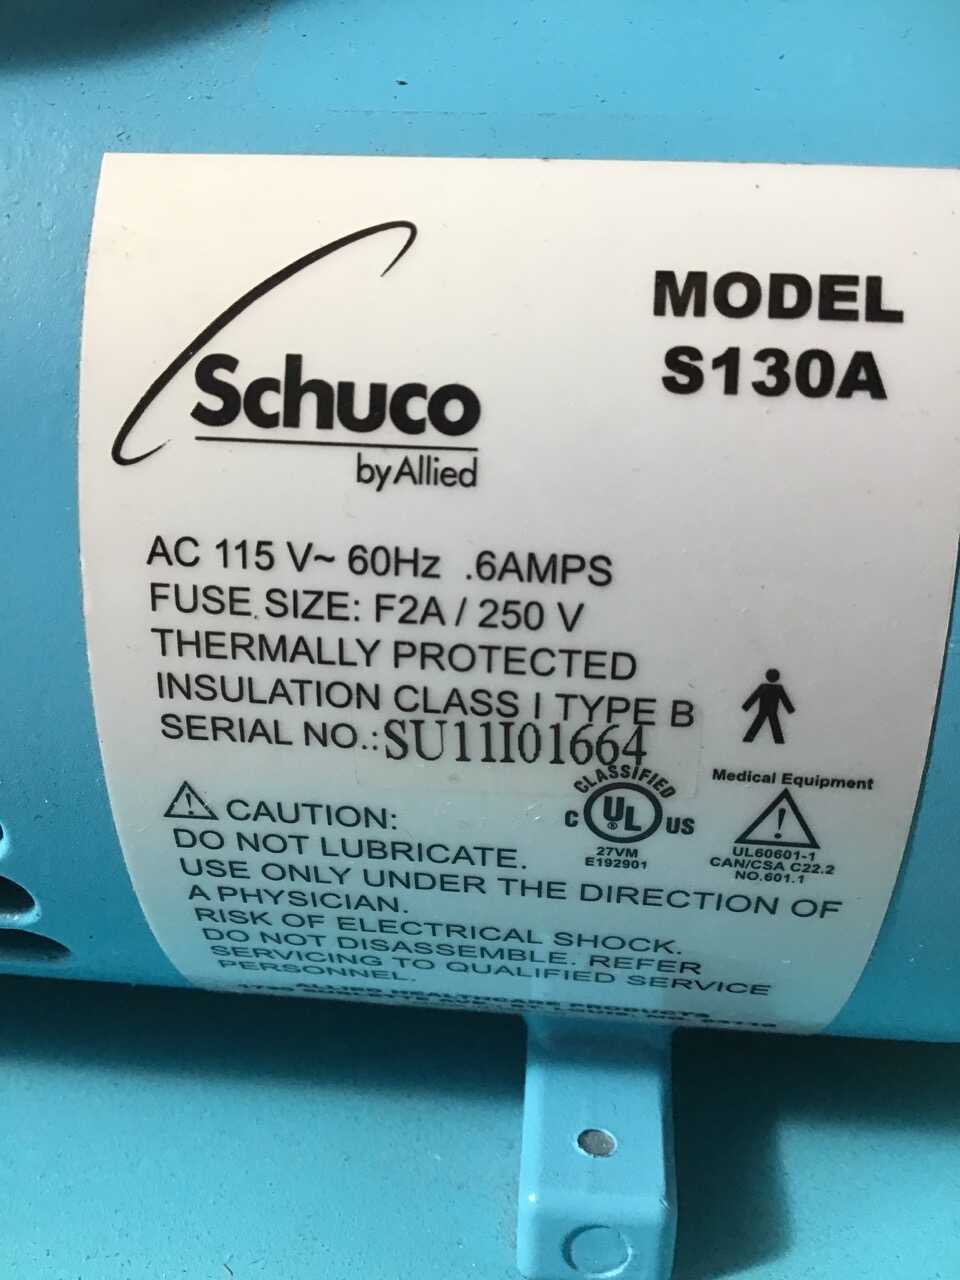 Schuco
by Allied
MODEL
S130A
AC 115 V~ 60Hz .6AMPS
FUSE SIZE: F2A / 250 V
THERMALLY PROTECTED
INSULATION CLASS I TYPE B
SERIAL NO.: SU11I01664
CAUTION:
DO NOT LUBRICATE.
USE ONLY UNDER THE DIRECTION OF
A PHYSICIAN.
RISK OF ELECTRICAL SHOCK.
DO NOT DISASSEMBLE. REFER
SERVICING TO QUALIFIED SERVICE
PERSONNEL.
CLASSIFIED
C UL® US
27VM
E192901
Medical Equipment
!
UL60601-1
CAN/CSA C22.2
NO.601.1
ALLIED HEALTHCARE PRODUCTS